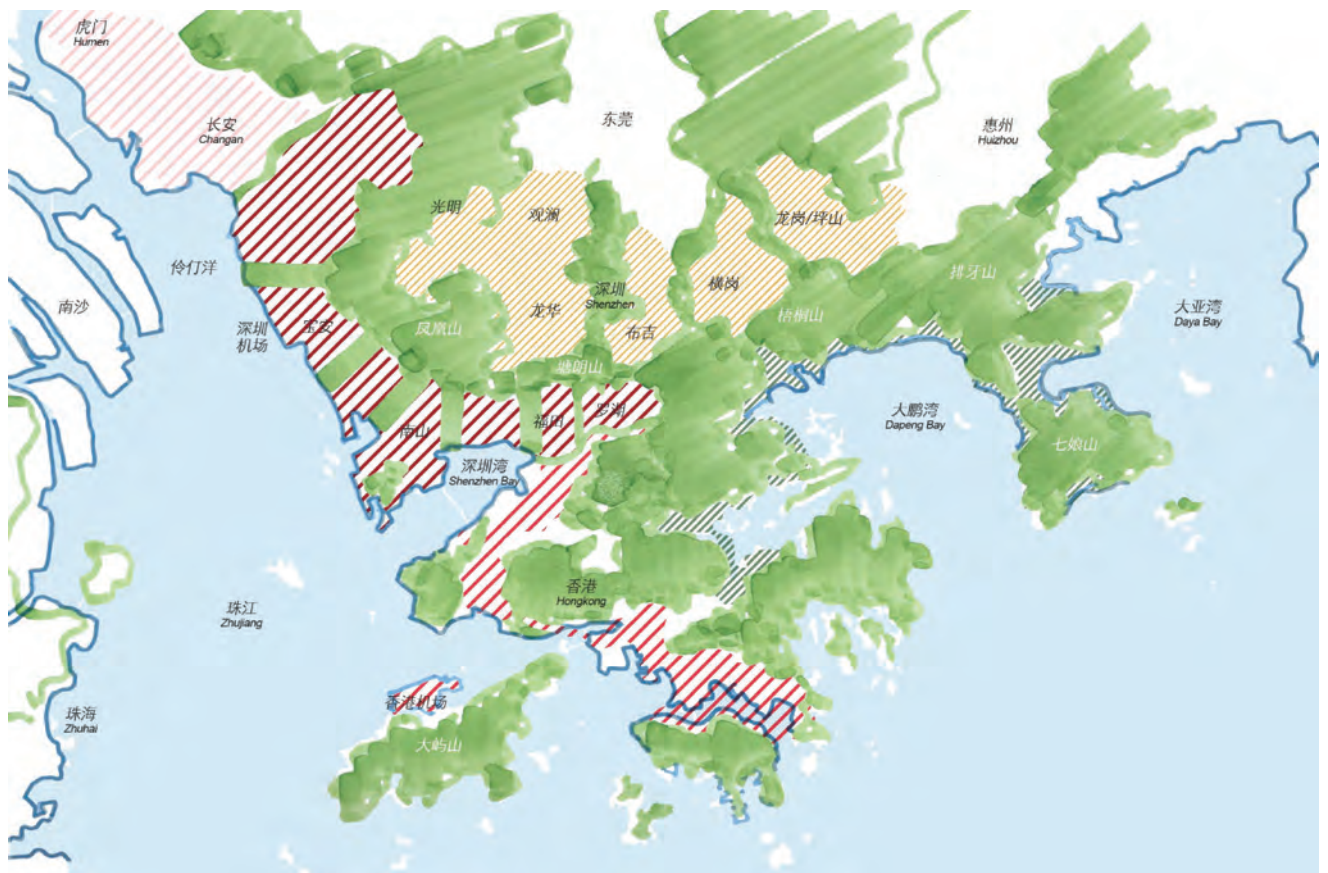 虎门
Humen
长安
Changan
东莞
惠州
Huizhou
光明
观澜
龙岗/坪山
伶仃洋
深圳
Shenzhen
横岗
排牙山
南沙
深圳
机场
宝安
凤凰山
龙华
布吉
梧桐山
大亚湾
Daya Bay
塘朗山
南山
福田
罗湖
大鹏湾
Dapeng Bay
七娘山
深圳湾
Shenzhen Bay
香港
Hongkong
珠江
Zhujiang
香港机场
珠海
Zhuhai
大屿山